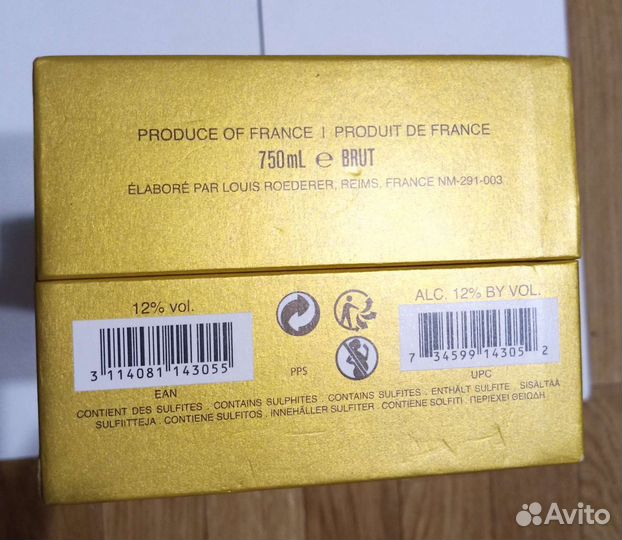 PRODUCE OF FRANCE | PRODUIT DE FRANCE
750mL e BRUT
ÉLABORÉ PAR LOUIS ROEDERER, REIMS, FRANCE NM-291-003
12% vol.
ALC. 12% BY VOL.
3 114081 143055
7 34599 14305 2
EAN
PPS
UPC
CONTIENT DES SULFITES . CONTAINS SULPHITES . CONTAINS SULFITES . ENTHÄLT SULFITE . SISÄLTÄÄ
SULFIITTEJA . CONTIENE SULFITOS . INNEHÅLLER SULFITER . CONTIENE SOLFITI . ΠΕΡΙΕΧΕΙ ΘΕΙΩΔΗ
Avito